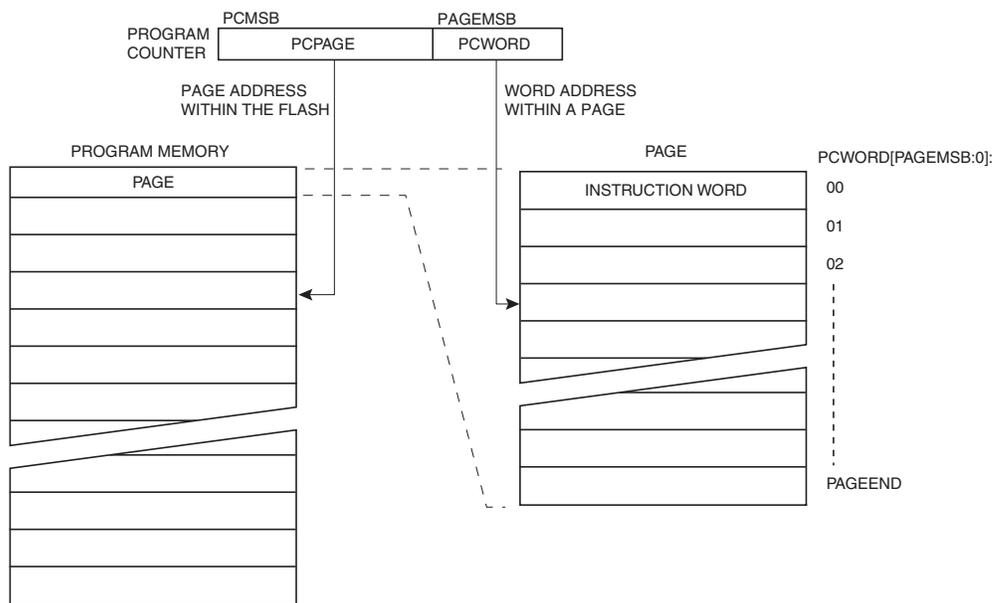 PCMSB
PAGEMSB
PROGRAM
COUNTER
PCPAGE
PCWORD
PAGE ADDRESS
WITHIN THE FLASH
WORD ADDRESS
WITHIN A PAGE
PROGRAM MEMORY
PAGE
PAGE
PCWORD[PAGEMSB:0]:
INSTRUCTION WORD
00
01
02
PAGEEND